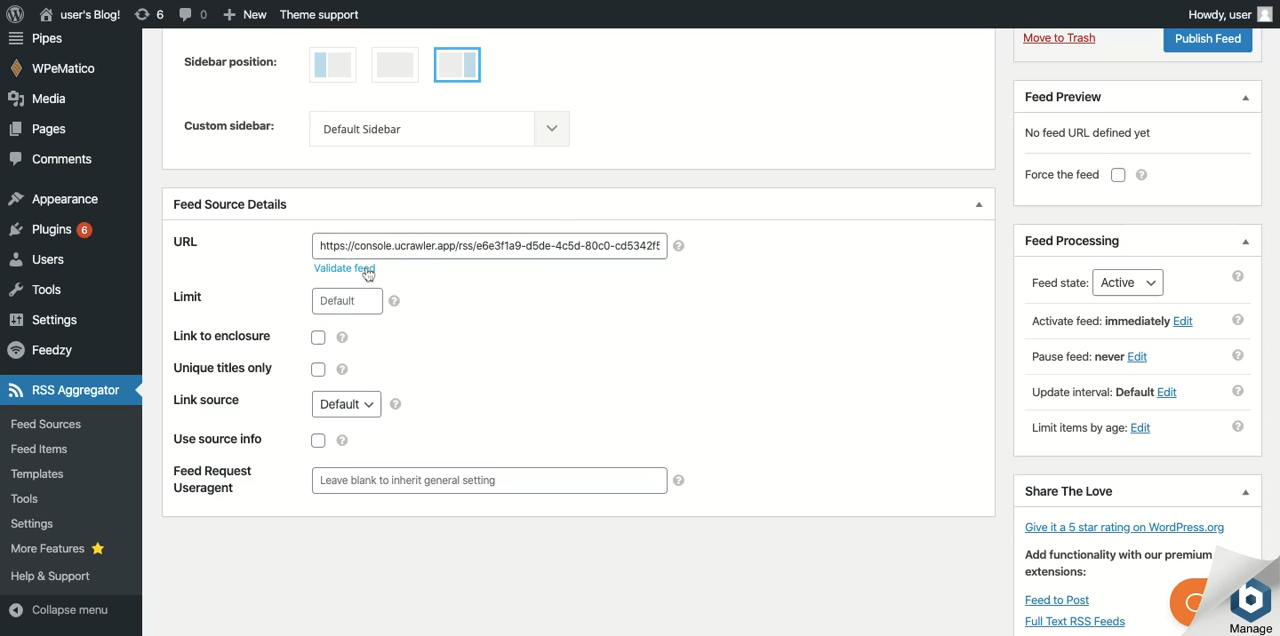 user's Blog!
6
0
New
Theme support
Howdy, user
Pipes
WPeMatico
Media
Pages
Comments
Appearance
Plugins 6
Users
Tools
Settings
Feedzy
RSS Aggregator
Feed Sources
Feed Items
Templates
Tools
Settings
More Features
Help & Support
Collapse menu
Sidebar position:
Custom sidebar:
Default Sidebar
Feed Source Details
URL
https://console.ucrawler.app/rss/e6e3f1a9-d5de-4c5d-80c0-cd5342f5
Validate feed
Limit
Default
Link to enclosure
Unique titles only
Link source
Default
Use source info
Feed Request
Useragent
Leave blank to inherit general setting
Move to Trash
Publish Feed
Feed Preview
No feed URL defined yet
Force the feed
Feed Processing
Feed state: Active
Activate feed: immediately Edit
Pause feed: never Edit
Update interval: Default Edit
Limit items by age: Edit
Share The Love
Give it a 5 star rating on WordPress.org
Add functionality with our premium
extensions:
Feed to Post
Full Text RSS Feeds
Manage